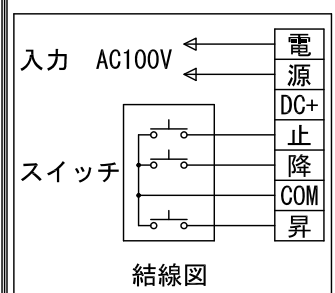 入力 AC100V
電
源
DC+
止
降
COM
昇
スイッチ
結線図